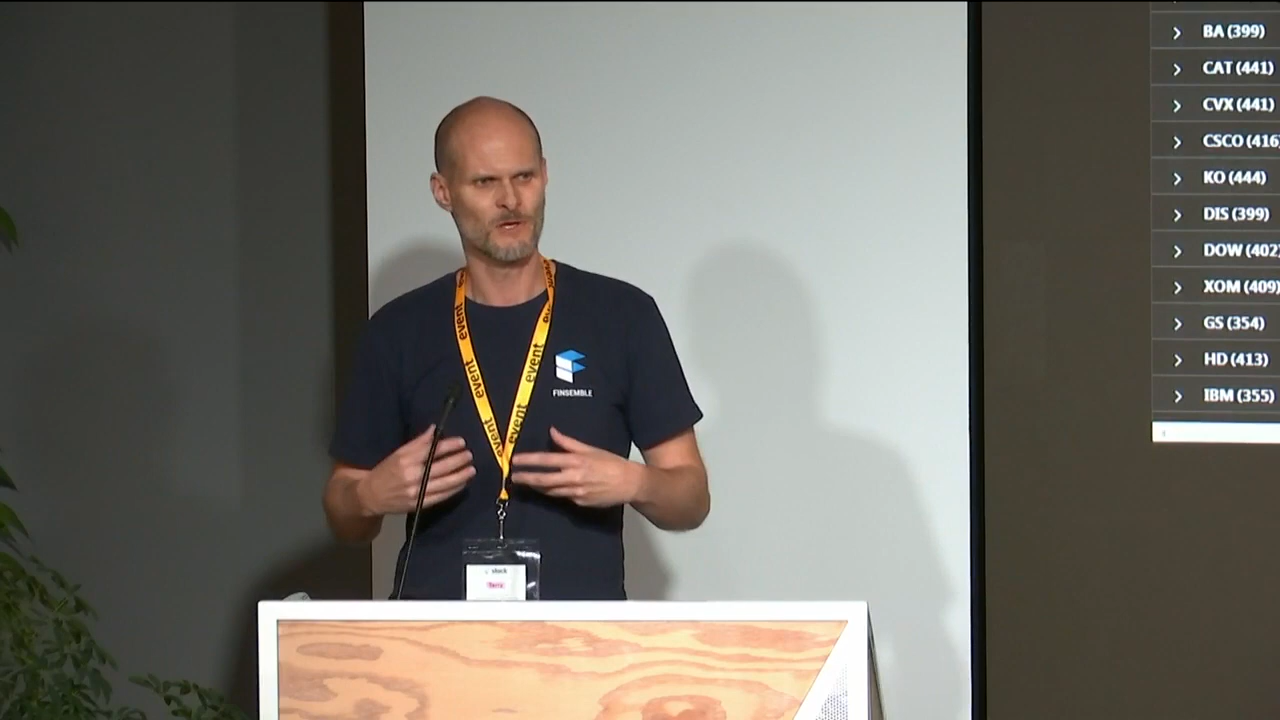 BA (399)
CAT (441)
CVX (441)
CSCO (416
KO (444)
DIS (399)
DOW (402)
XOM (409)
GS (354)
HD (413)
IBM (355)
event
event
event
event
event
FINSEMBLE